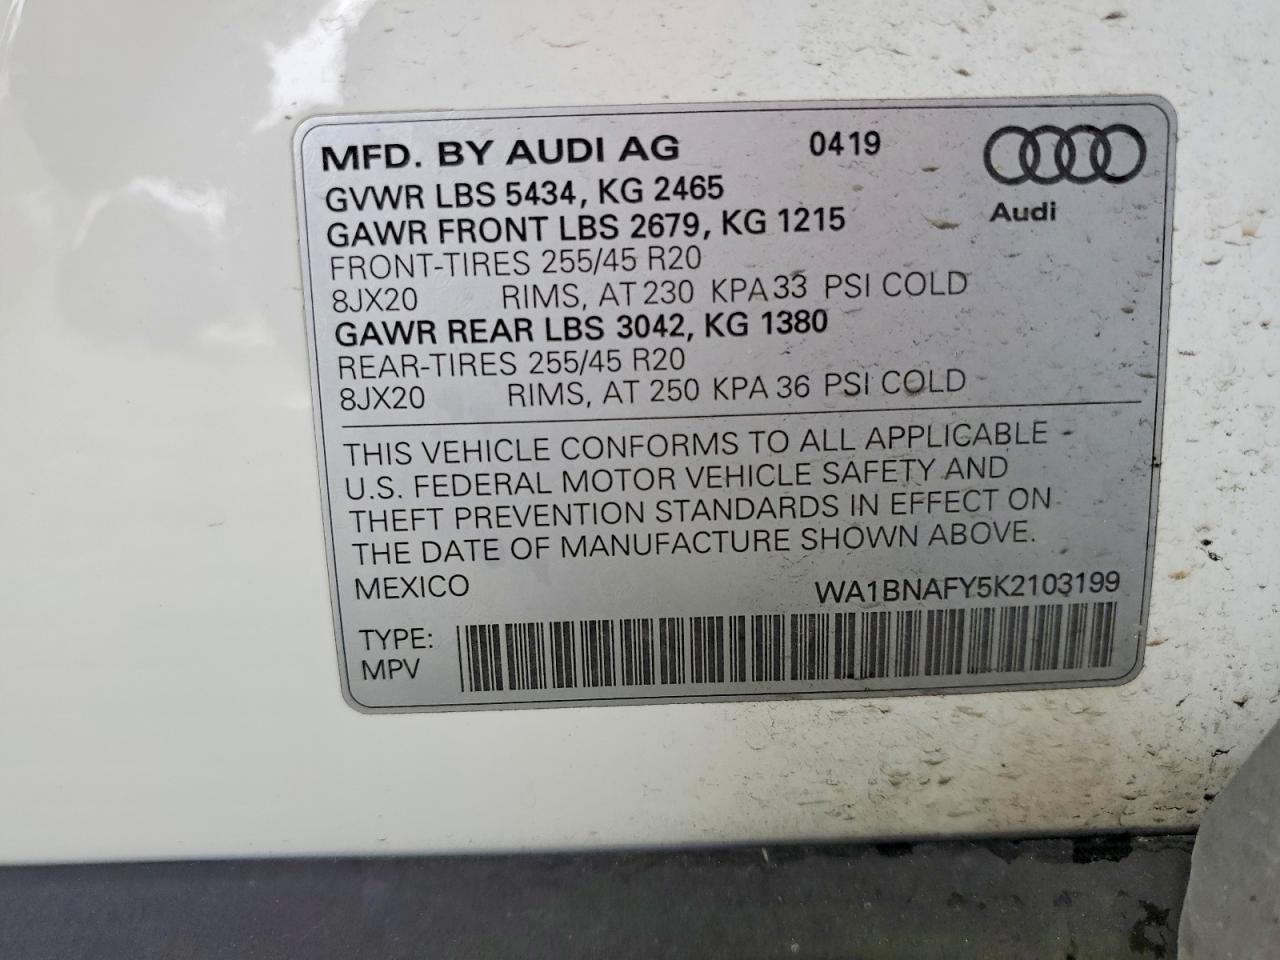 MFD. BY AUDI AG 0419
Audi
GVWR LBS 5434, KG 2465
GAWR FRONT LBS 2679, KG 1215
FRONT-TIRES 255/45 R20
8JX20 RIMS, AT 230 KPA 33 PSI COLD
GAWR REAR LBS 3042, KG 1380
REAR-TIRES 255/45 R20
8JX20 RIMS, AT 250 KPA 36 PSI COLD
THIS VEHICLE CONFORMS TO ALL APPLICABLE
U.S. FEDERAL MOTOR VEHICLE SAFETY AND
THEFT PREVENTION STANDARDS IN EFFECT ON
THE DATE OF MANUFACTURE SHOWN ABOVE.
MEXICO WA1BNAFY5K2103199
TYPE:
MPV